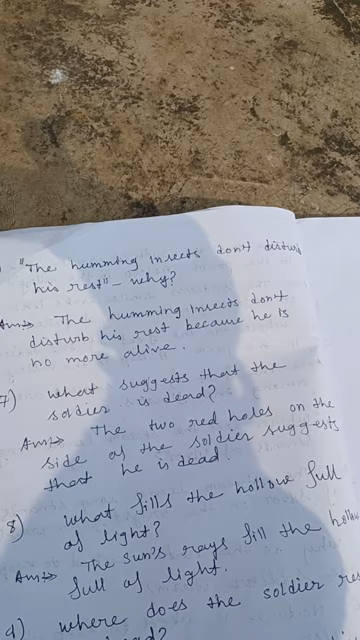 "The humming insects don't disturb
his rest" - why?
Ans⇒ The humming insects don't
disturb his rest because he is
no more alive.
7) what suggests that the
soldier is dead?
Ans⇒ The two red holes on the
side of the soldier suggests
that he is dead.
8) what fills the hollow full
of light?
Ans⇒ The sun's rays fill the hollow
full of light.
9) where does the soldier
head?